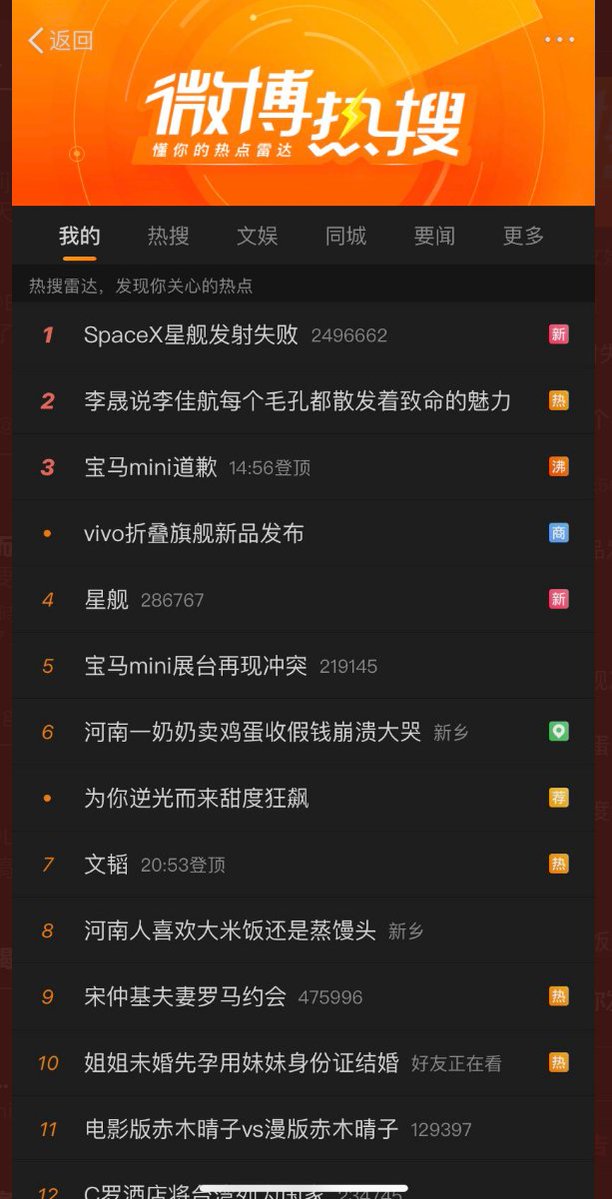 返回
微博热搜
懂你的热点雷达
我的 热搜 文娱 同城 要闻 更多
热搜雷达，发现你关心的热点
1 SpaceX星舰发射失败 2496662 新
2 李晟说李佳航每个毛孔都散发着致命的魅力 热
3 宝马mini道歉 14:56登顶 沸
• vivo折叠旗舰新品发布 商
4 星舰 286767 新
5 宝马mini展台再现冲突 219145
6 河南一奶奶卖鸡蛋收假钱崩溃大哭 新乡
• 为你逆光而来甜度狂飙 荐
7 文韬 20:53登顶 热
8 河南人喜欢大米饭还是蒸馒头 新乡
9 宋仲基夫妻罗马约会 475996 热
10 姐姐未婚先孕用妹妹身份证结婚 好友正在看 热
11 电影版赤木晴子vs漫版赤木晴子 129397
12 C罗酒店将台湾列为国家 234745